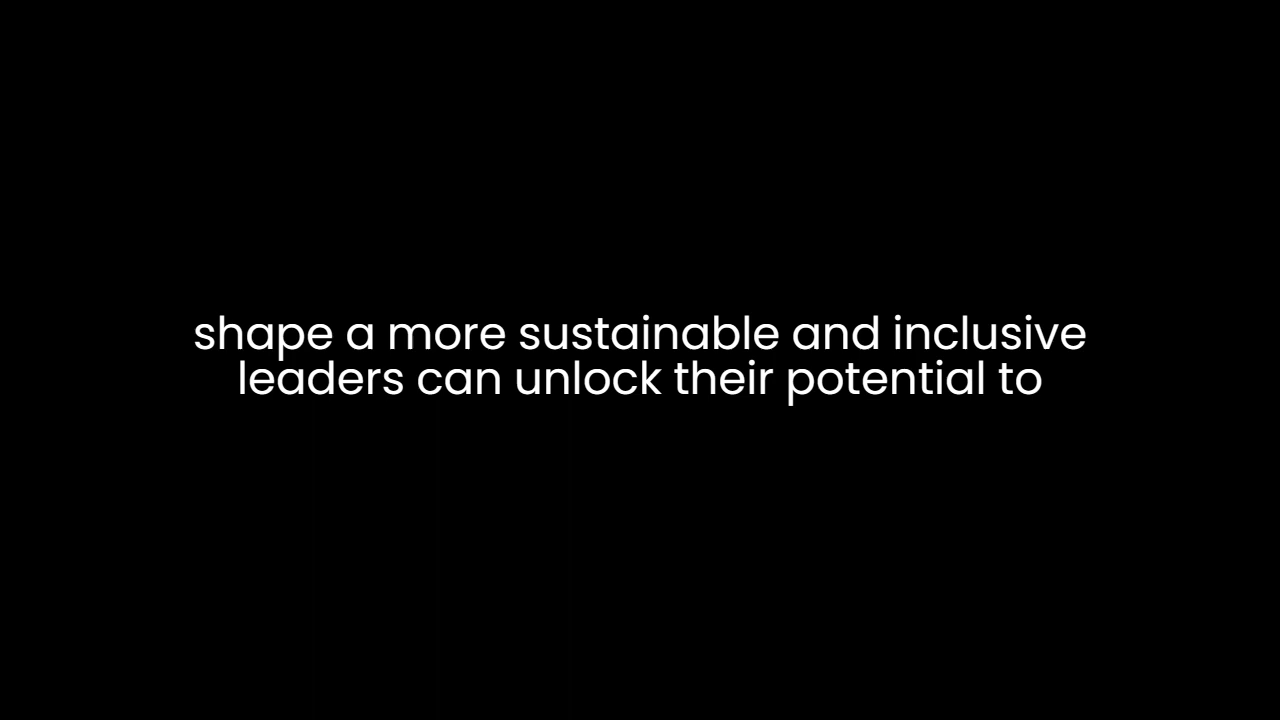 shape a more sustainable and inclusive
leaders can unlock their potential to